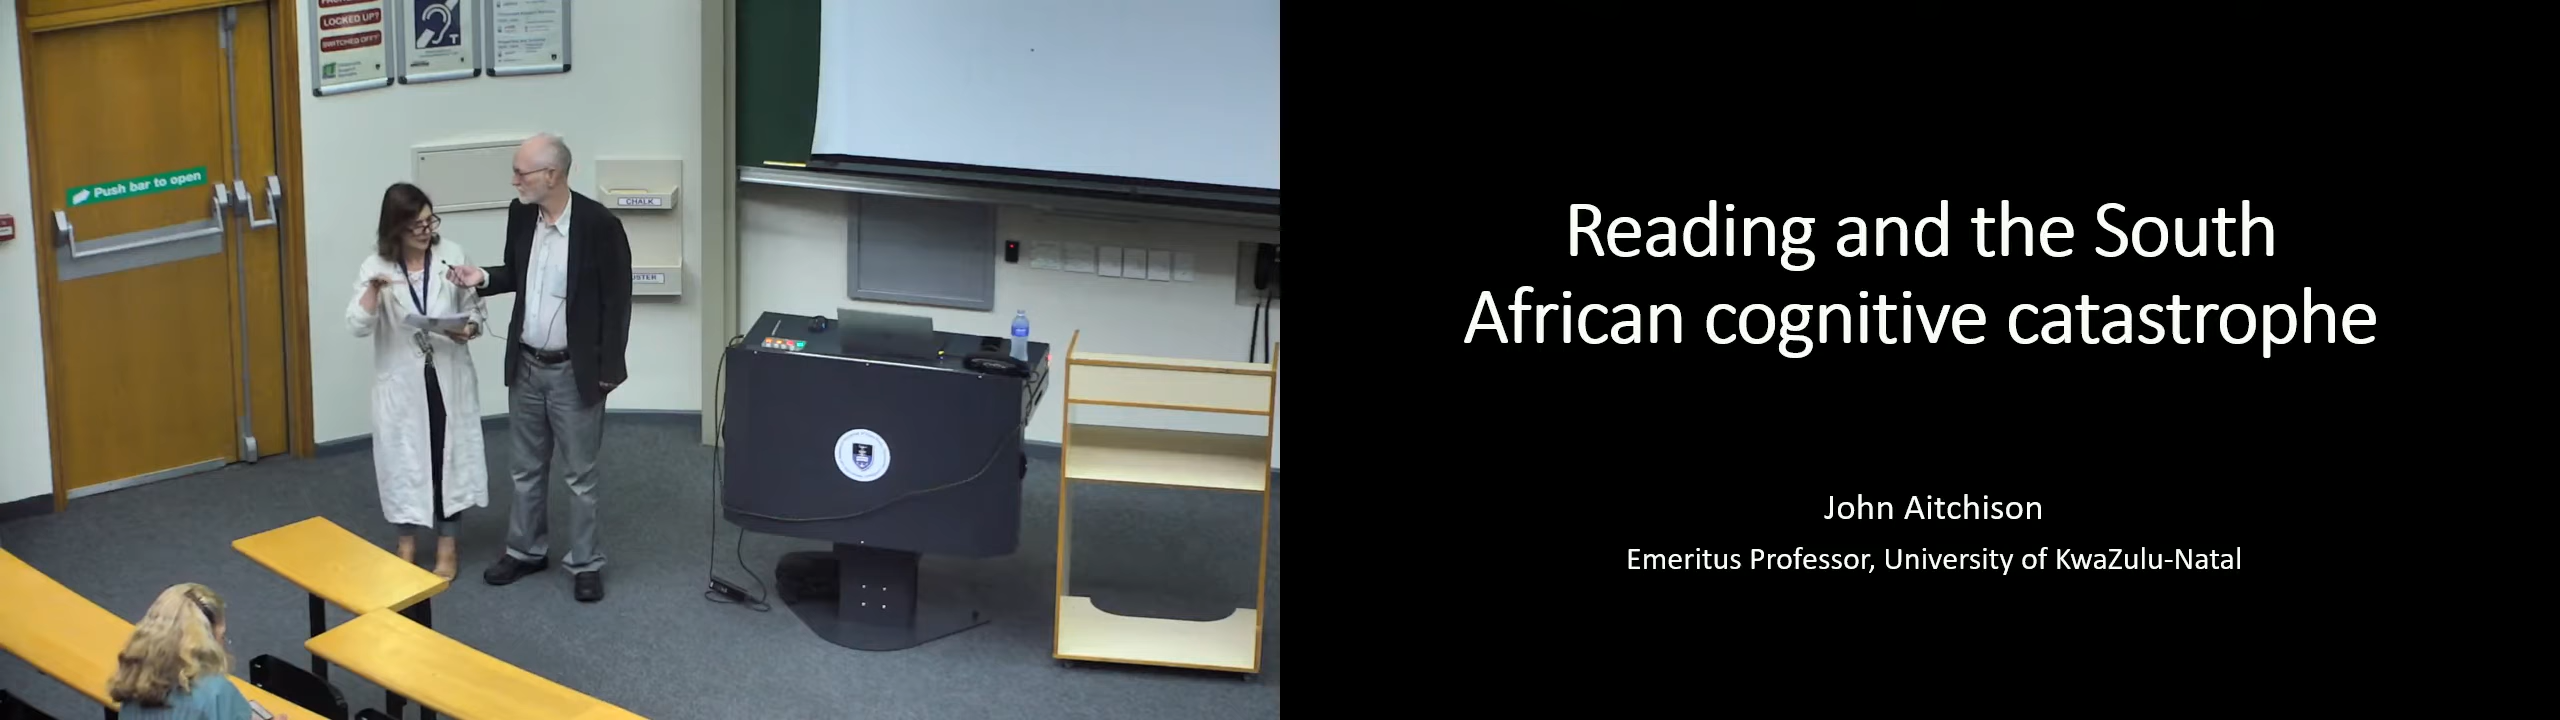 LOCKED UP?
SWITCHED OFF?
T
Push bar to open
CHALK
Reading and the South
African cognitive catastrophe
John Aitchison
Emeritus Professor, University of KwaZulu-Natal